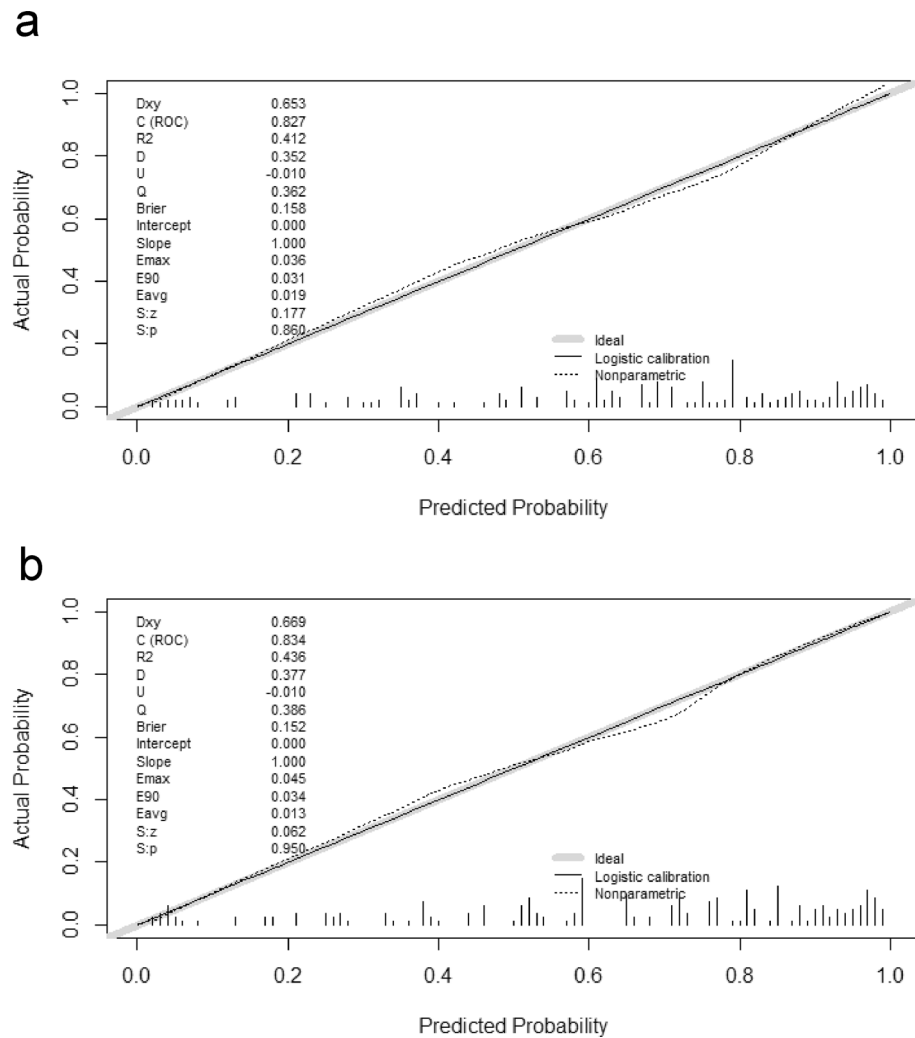 a
Dxy 0.653
C (ROC) 0.827
R2 0.412
D 0.352
U -0.010
Q 0.362
Brier 0.158
Intercept 0.000
Slope 1.000
Emax 0.036
E90 0.031
Eavg 0.019
S:z 0.177
S:p 0.860
Actual Probability
0.0 0.2 0.4 0.6 0.8 1.0
Ideal
Logistic calibration
Nonparametric
0.0 0.2 0.4 0.6 0.8 1.0
Predicted Probability
b
Dxy 0.669
C (ROC) 0.834
R2 0.436
D 0.377
U -0.010
Q 0.386
Brier 0.152
Intercept 0.000
Slope 1.000
Emax 0.045
E90 0.034
Eavg 0.013
S:z 0.062
S:p 0.950
Actual Probability
0.0 0.2 0.4 0.6 0.8 1.0
Ideal
Logistic calibration
Nonparametric
0.0 0.2 0.4 0.6 0.8 1.0
Predicted Probability